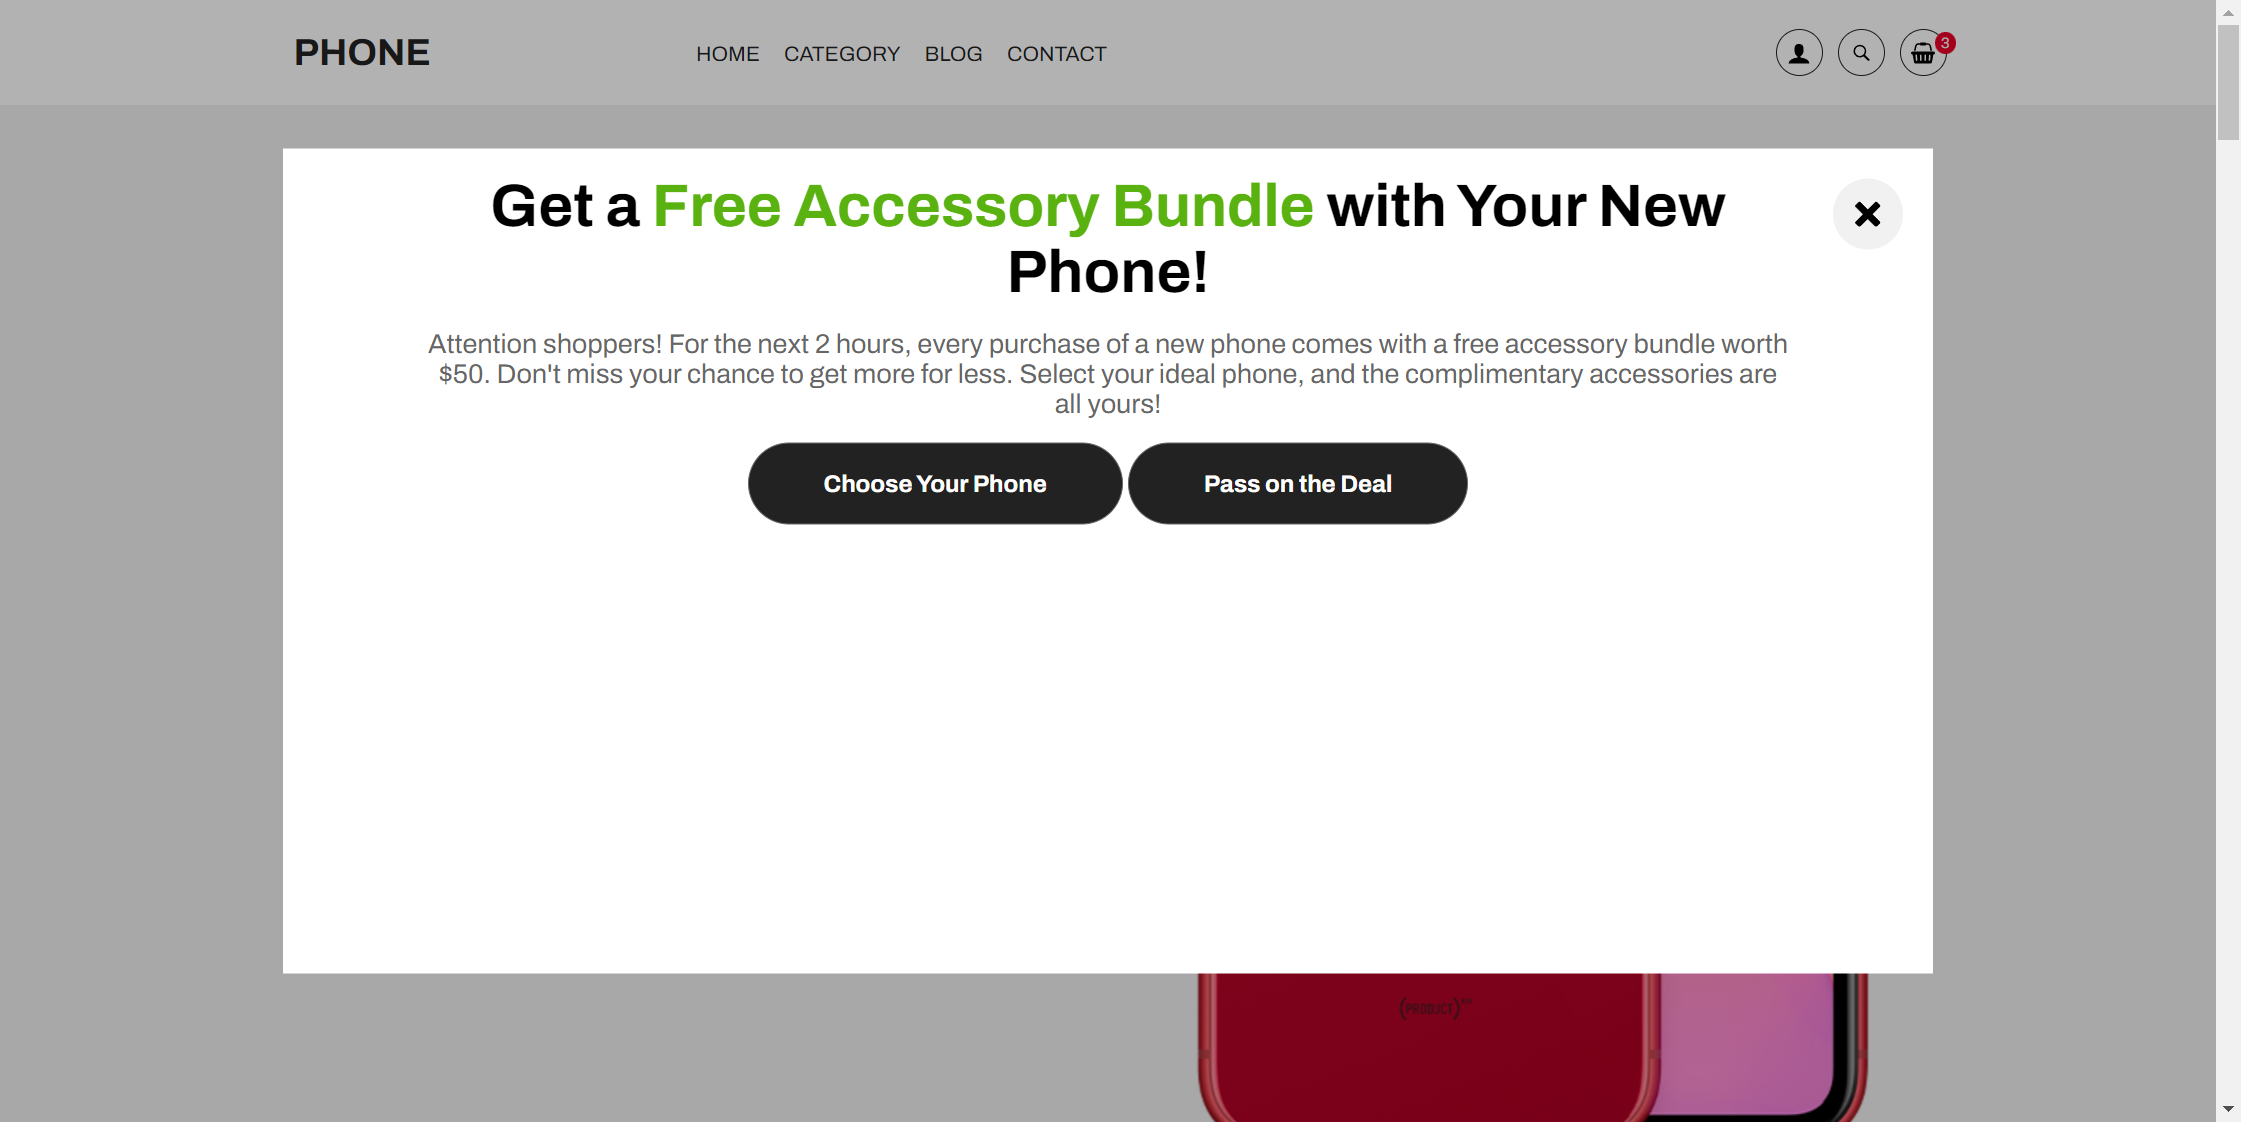 PHONE
HOME CATEGORY BLOG CONTACT
3
Get a Free Accessory Bundle with Your New
Phone!
Attention shoppers! For the next 2 hours, every purchase of a new phone comes with a free accessory bundle worth
$50. Don't miss your chance to get more for less. Select your ideal phone, and the complimentary accessories are
all yours!
Choose Your Phone
Pass on the Deal
(PRODUCT)